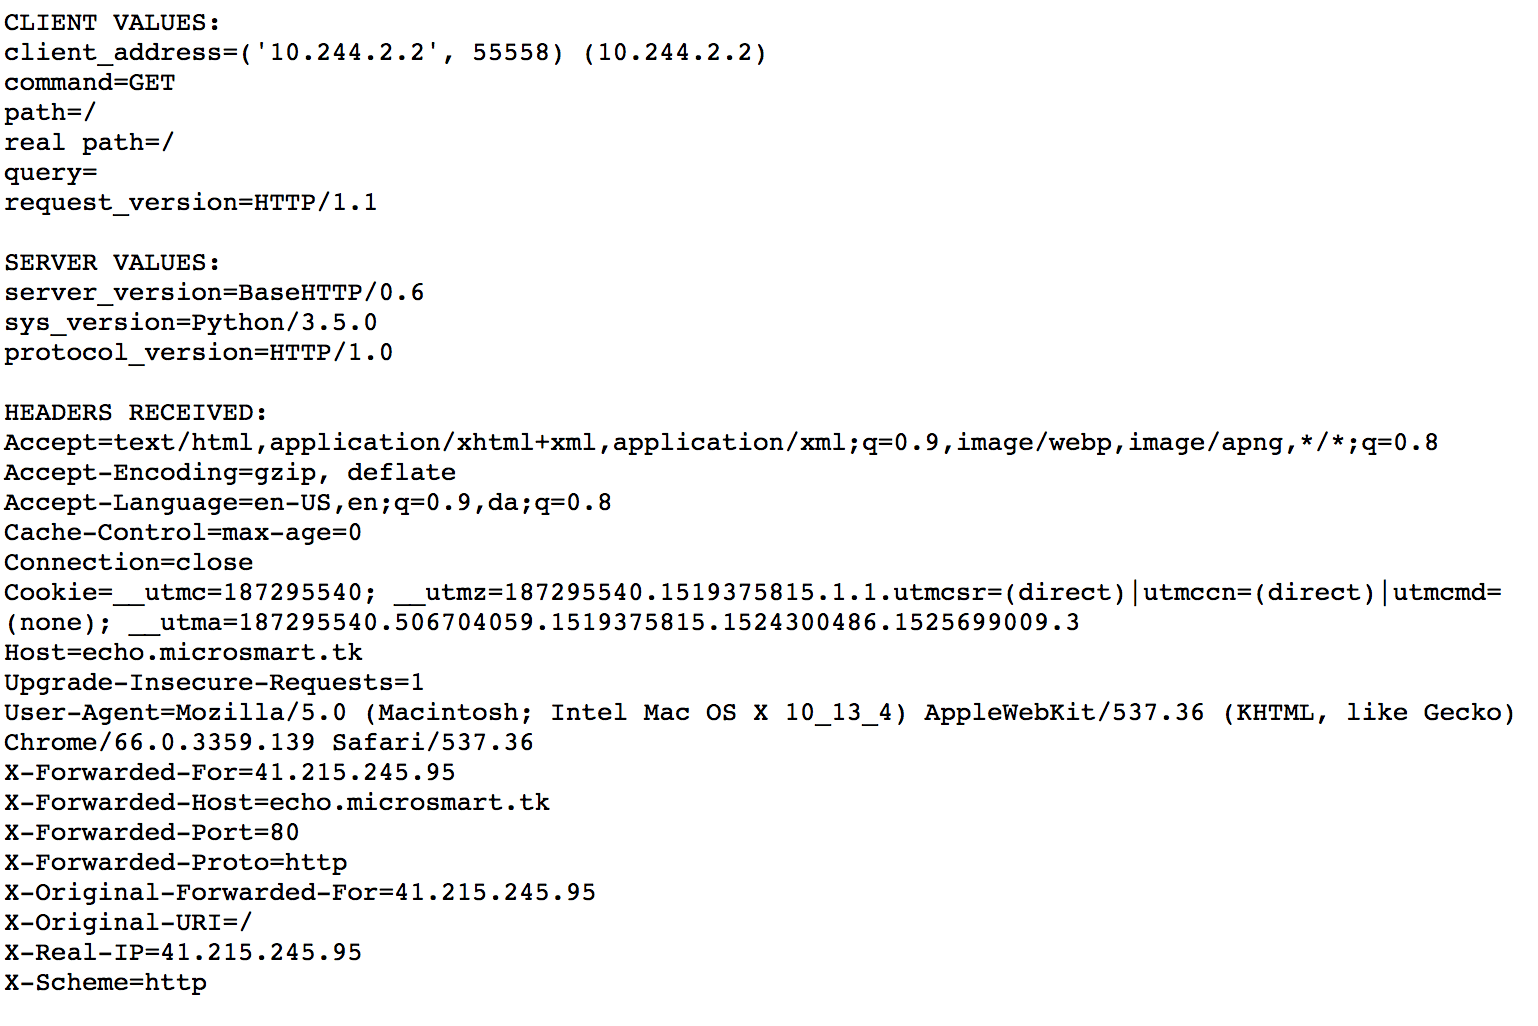 CLIENT VALUES:
client_address=('10.244.2.2', 55558) (10.244.2.2)
command=GET
path=/
real path=/
query=
request_version=HTTP/1.1

SERVER VALUES:
server_version=BaseHTTP/0.6
sys_version=Python/3.5.0
protocol_version=HTTP/1.0

HEADERS RECEIVED:
Accept=text/html,application/xhtml+xml,application/xml;q=0.9,image/webp,image/apng,*/*;q=0.8
Accept-Encoding=gzip, deflate
Accept-Language=en-US,en;q=0.9,da;q=0.8
Cache-Control=max-age=0
Connection=close
Cookie=__utmc=187295540; __utmz=187295540.1519375815.1.1.utmcsr=(direct)|utmccn=(direct)|utmcmd=
(none); __utma=187295540.506704059.1519375815.1524300486.1525699009.3
Host=echo.microsmart.tk
Upgrade-Insecure-Requests=1
User-Agent=Mozilla/5.0 (Macintosh; Intel Mac OS X 10_13_4) AppleWebKit/537.36 (KHTML, like Gecko)
Chrome/66.0.3359.139 Safari/537.36
X-Forwarded-For=41.215.245.95
X-Forwarded-Host=echo.microsmart.tk
X-Forwarded-Port=80
X-Forwarded-Proto=http
X-Original-Forwarded-For=41.215.245.95
X-Original-URI=/
X-Real-IP=41.215.245.95
X-Scheme=http